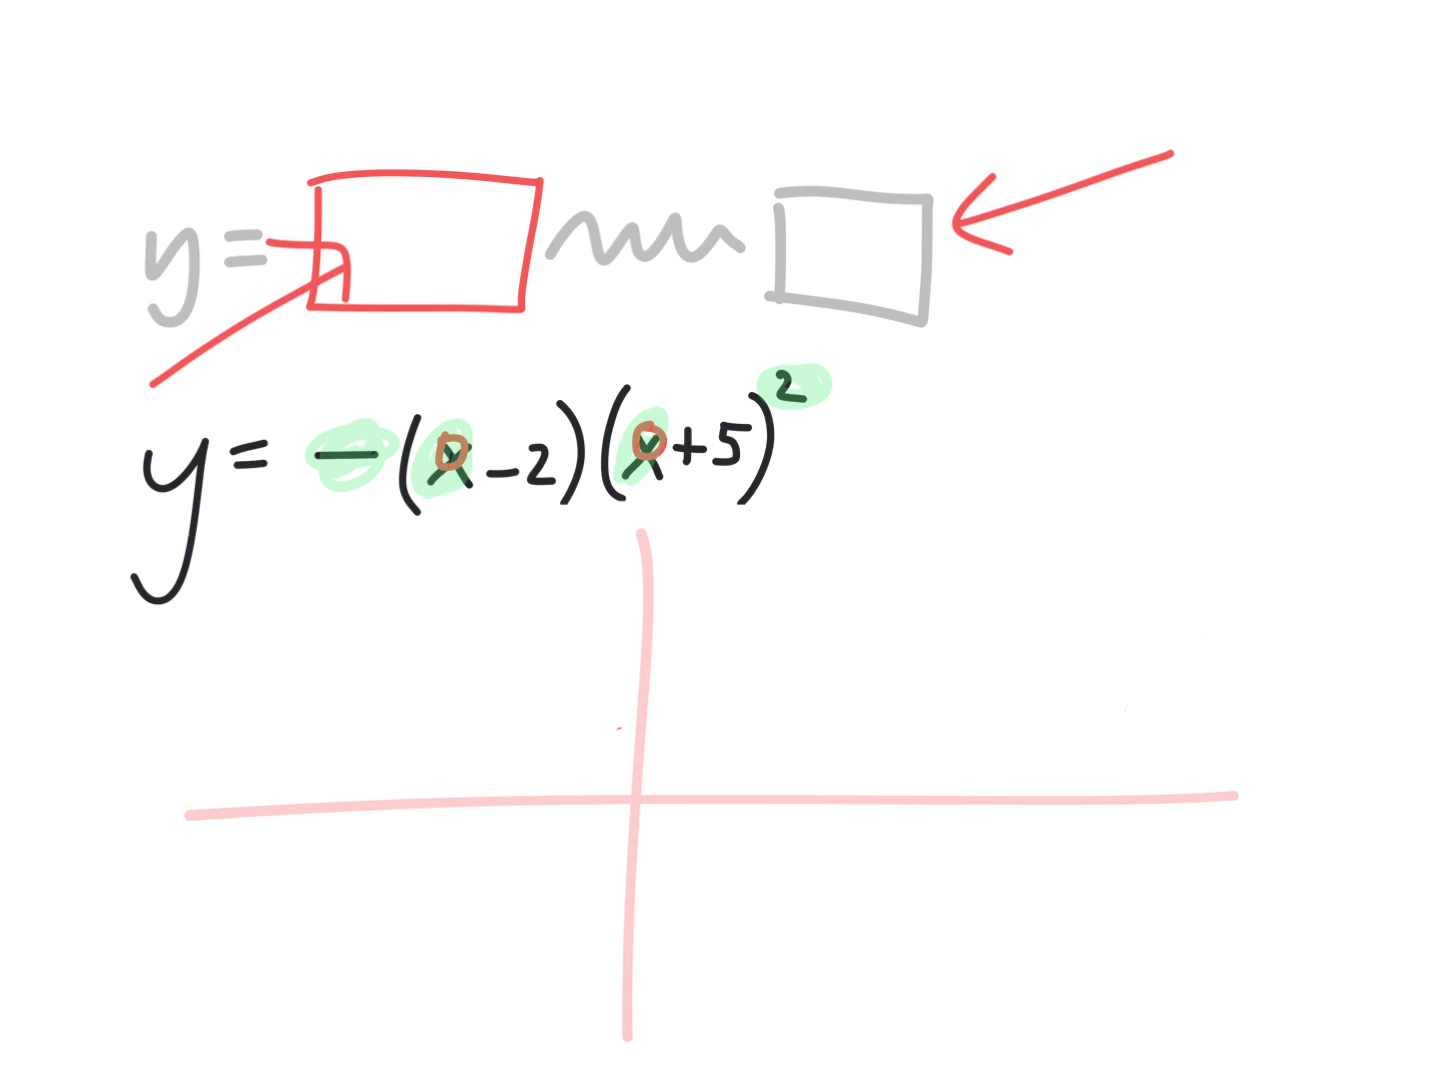 y =
y = -(x-2)(x+5)²